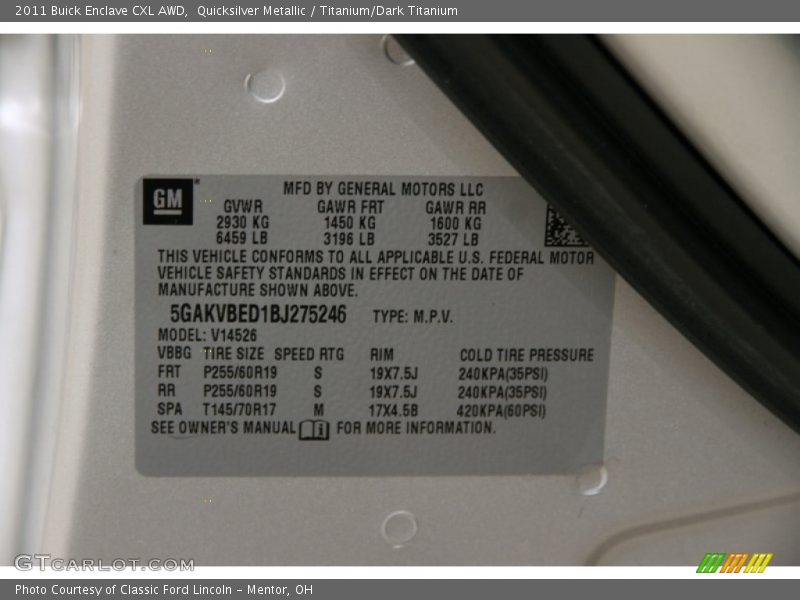 2011 Buick Enclave CXL AWD,  Quicksilver Metallic / Titanium/Dark Titanium
GM
MFD BY GENERAL MOTORS LLC
GVWR GAWR FRT GAWR RR
2930 KG 1450 KG 1600 KG
6459 LB 3196 LB 3527 LB
THIS VEHICLE CONFORMS TO ALL APPLICABLE U.S. FEDERAL MOTOR
VEHICLE SAFETY STANDARDS IN EFFECT ON THE DATE OF
MANUFACTURE SHOWN ABOVE.
5GAKVBED1BJ275246 TYPE: M.P.V.
MODEL: V14526
VBBG TIRE SIZE SPEED RTG RIM COLD TIRE PRESSURE
FRT P255/60R19 S 19X7.5J 240KPA(35PSI)
RR P255/60R19 S 19X7.5J 240KPA(35PSI)
SPA T145/70R17 M 17X4.5B 420KPA(60PSI)
SEE OWNER'S MANUAL i FOR MORE INFORMATION.
GTCARLOT.COM
Photo Courtesy of Classic Ford Lincoln - Mentor, OH